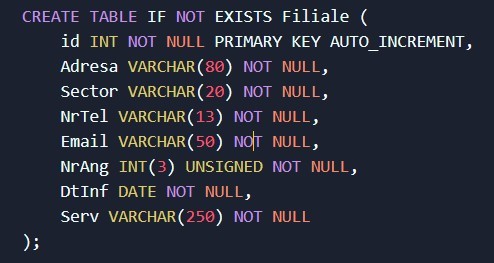 CREATE TABLE IF NOT EXISTS Filiale (
id INT NOT NULL PRIMARY KEY AUTO_INCREMENT,
Adresa VARCHAR(80) NOT NULL,
Sector VARCHAR(20) NOT NULL,
NrTel VARCHAR(13) NOT NULL,
Email VARCHAR(50) NOT NULL,
NrAng INT(3) UNSIGNED NOT NULL,
DtInf DATE NOT NULL,
Serv VARCHAR(250) NOT NULL
);